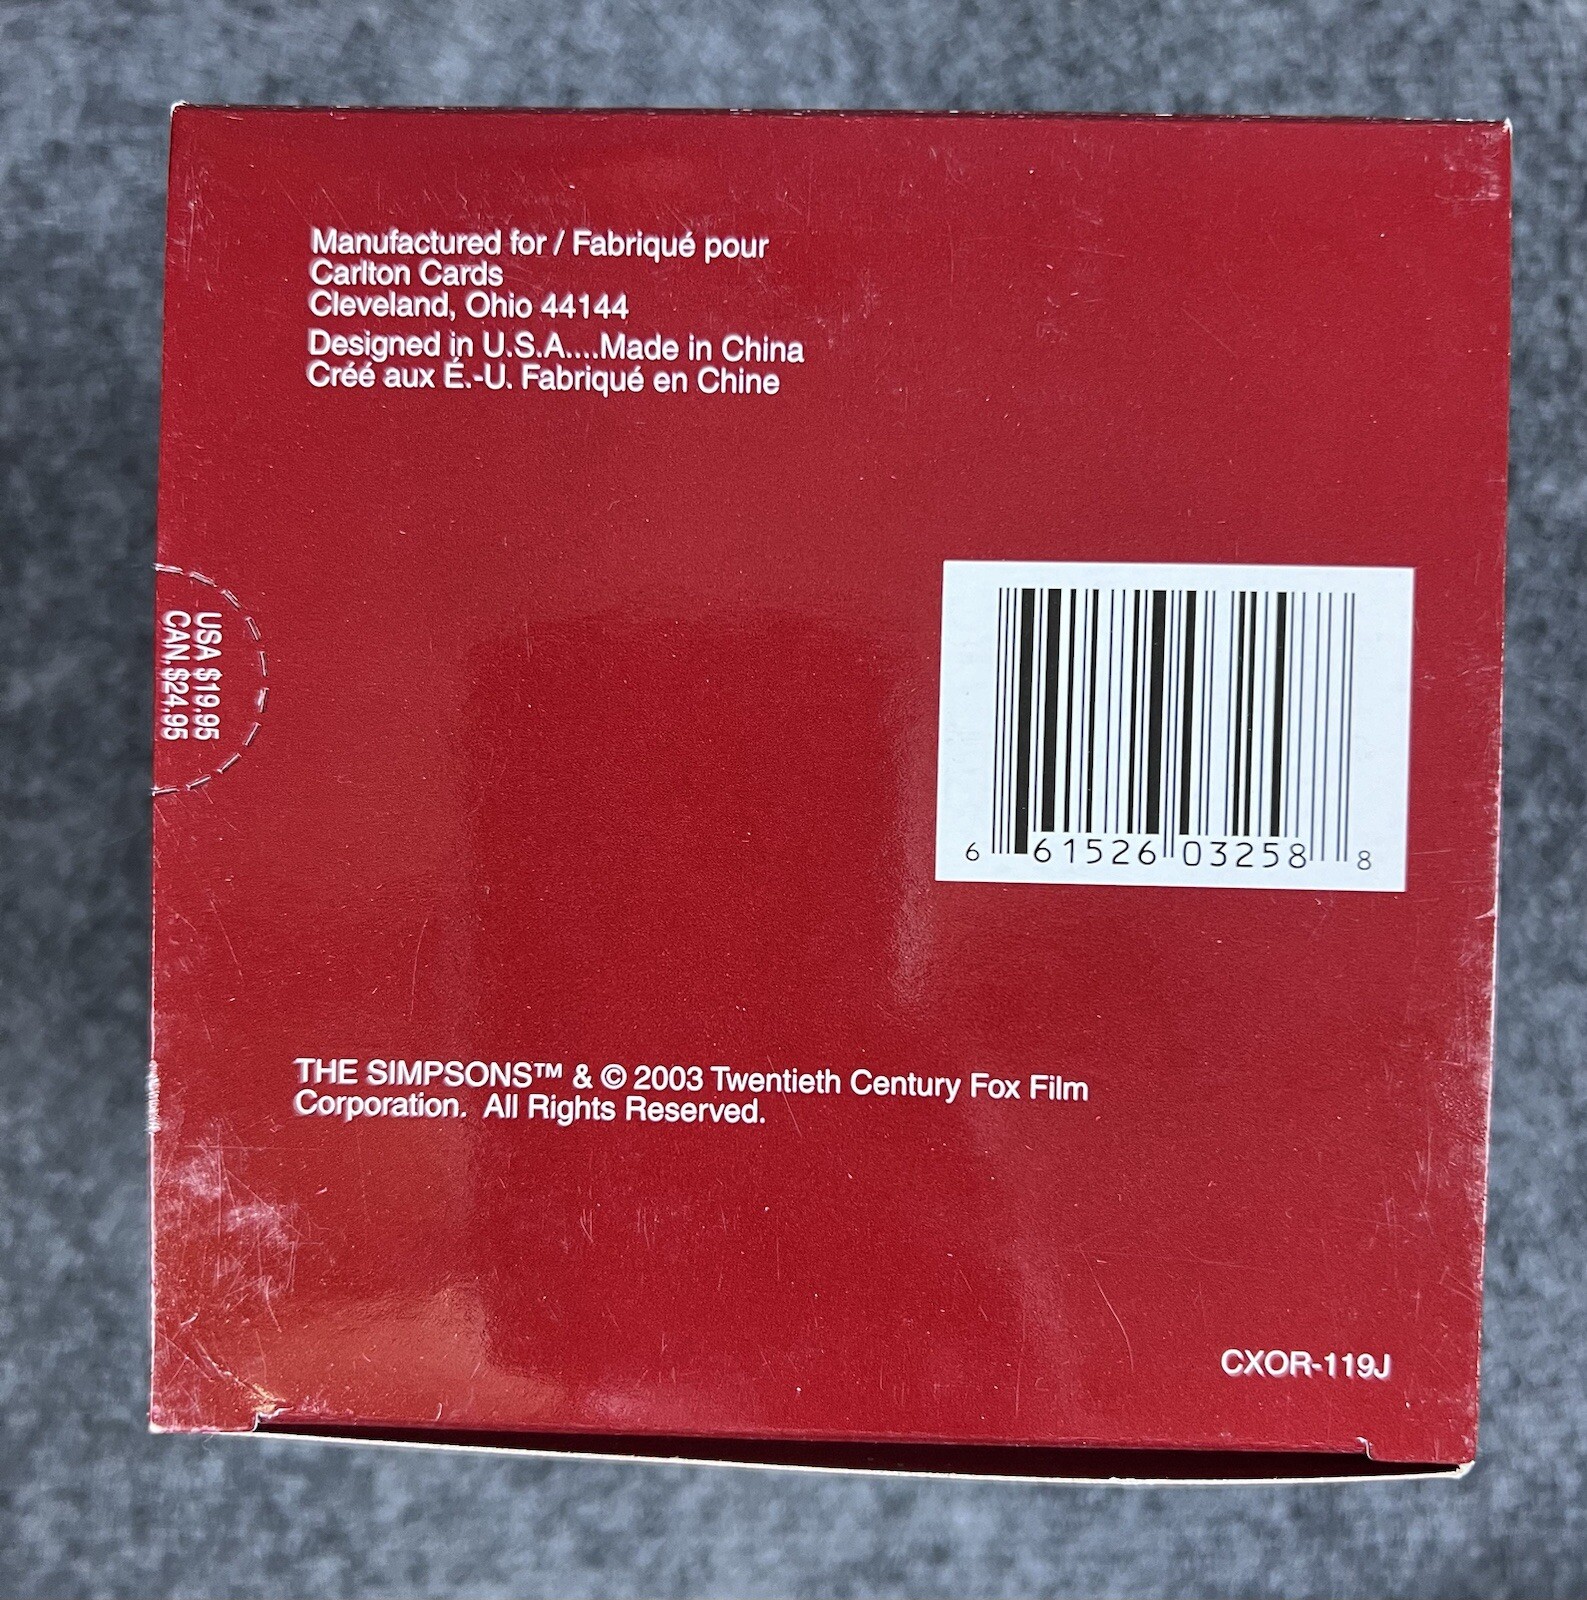 Manufactured for / Fabriqué pour
Carlton Cards
Cleveland, Ohio 44144
Designed in U.S.A....Made in China
Créé aux É.-U. Fabriqué en Chine
USA $19.95
CAN. $24.95
6 61526 03258 8
THE SIMPSONS™ & © 2003 Twentieth Century Fox Film
Corporation. All Rights Reserved.
CXOR-119J